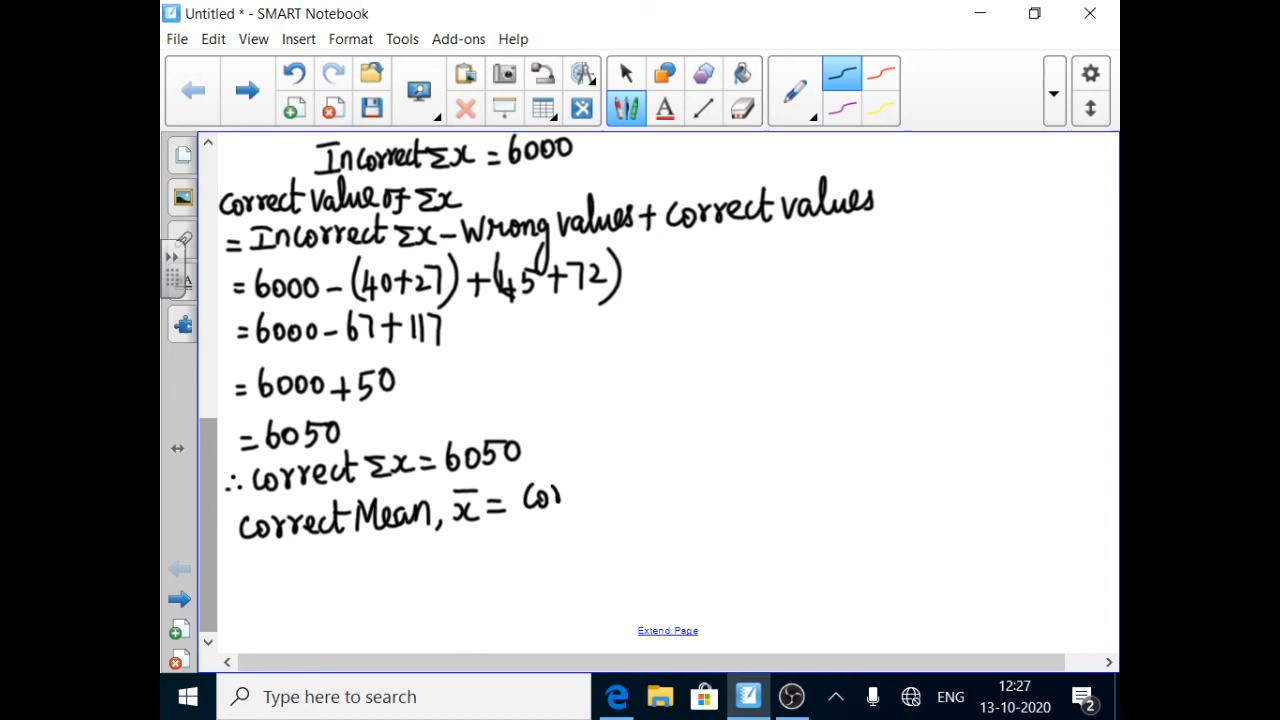 Untitled * - SMART Notebook
File Edit View Insert Format Tools Add-ons Help
Incorrect Σx = 6000
Correct Value of Σx
= Incorrect Σx - Wrong values + correct values
= 6000 - (40+27) + (45+72)
= 6000 - 67 + 117
= 6000 + 50
= 6050
∴ correct Σx = 6050
correct Mean, x̄ = Cor
Extend Page
Type here to search
ENG
12:27
13-10-2020
2